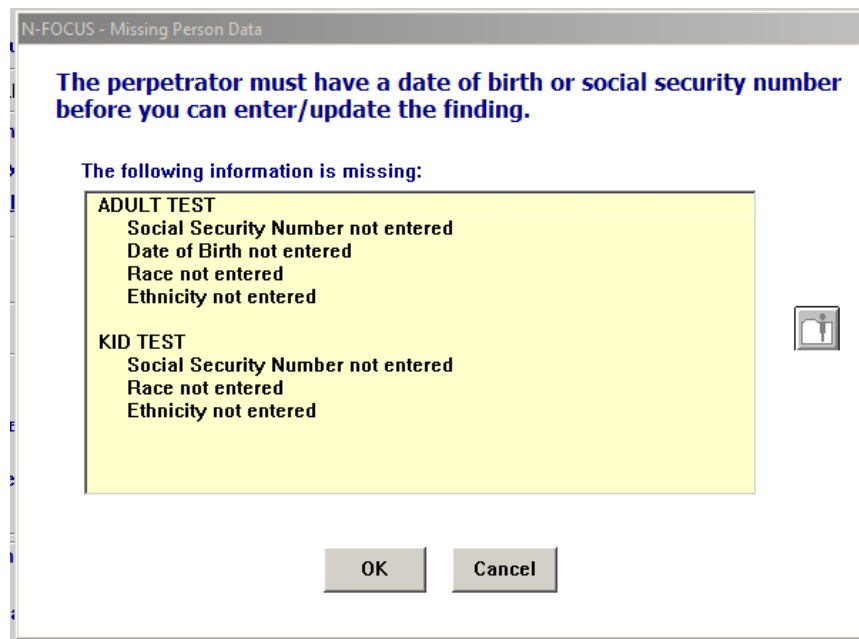 N-FOCUS - Missing Person Data
The perpetrator must have a date of birth or social security number
before you can enter/update the finding.
The following information is missing:
ADULT TEST
Social Security Number not entered
Date of Birth not entered
Race not entered
Ethnicity not entered
KID TEST
Social Security Number not entered
Race not entered
Ethnicity not entered
OK
Cancel